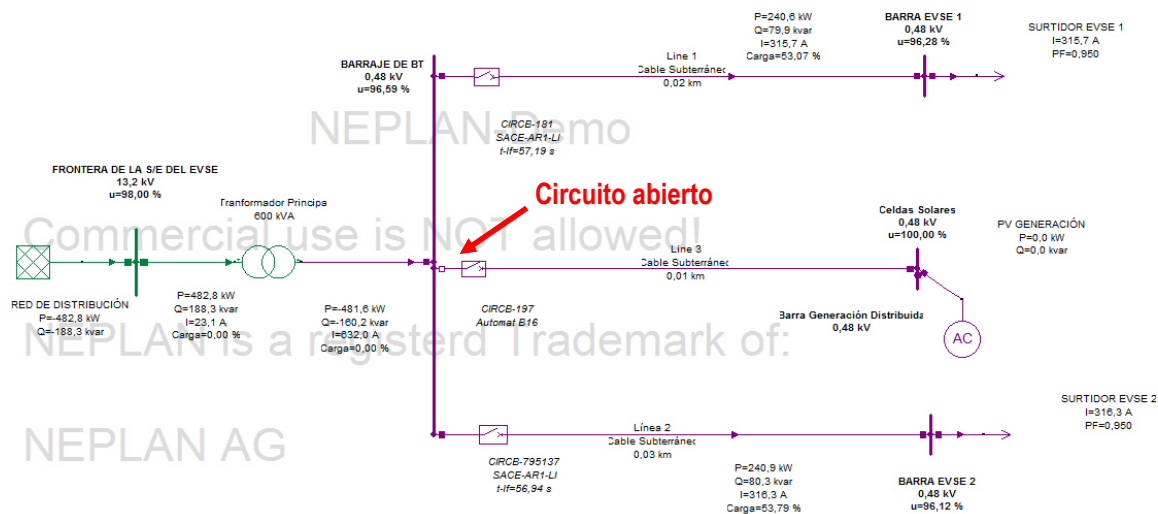 P=240,6 kW
Q=79,9 kvar
I=315,7 A
Carga=53,07 %
BARRA EVSE 1
0,48 kV
u=96,28 %
SURTIDOR EVSE 1
I=315,7 A
PF=0,950
Line 1
Cable Subterránec
0,02 km
BARRAJE DE BT
0,48 kV
u=96,59 %
NEPLAN-Demo
CIRCB-181
SACE-AR1-LI
t-If=57,19 s
FRONTERA DE LA S/E DEL EVSE
13,2 kV
u=98,00 %
Tranformador Principa
600 kVA
Circuito abierto
Commercial use is NOT allowed!
Celdas Solares
0,48 kV
u=100,00 %
PV GENERACIÓN
P=0,0 kW
Q=0,0 kvar
Line 3
Cable Subterránec
0,01 km
RED DE DISTRIBUCIÓN
P=-482,8 kW
Q=-188,3 kvar
P=482,8 kW
Q=188,3 kvar
I=23,1 A
Carga=0,00 %
P=-481,6 kW
Q=-160,2 kvar
I=632,0 A
Carga=0,00 %
CIRCB-197
Automat B16
Barra Generación Distribuida
0,48 kV
AC
NEPLAN is a registerd Trademark of:
NEPLAN AG
SURTIDOR EVSE 2
I=316,3 A
PF=0,950
Línea 2
Cable Subterránec
0,03 km
CIRCB-795137
SACE-AR1-LI
t-If=56,94 s
P=240,9 kW
Q=80,3 kvar
I=316,3 A
Carga=53,79 %
BARRA EVSE 2
0,48 kV
u=96,12 %